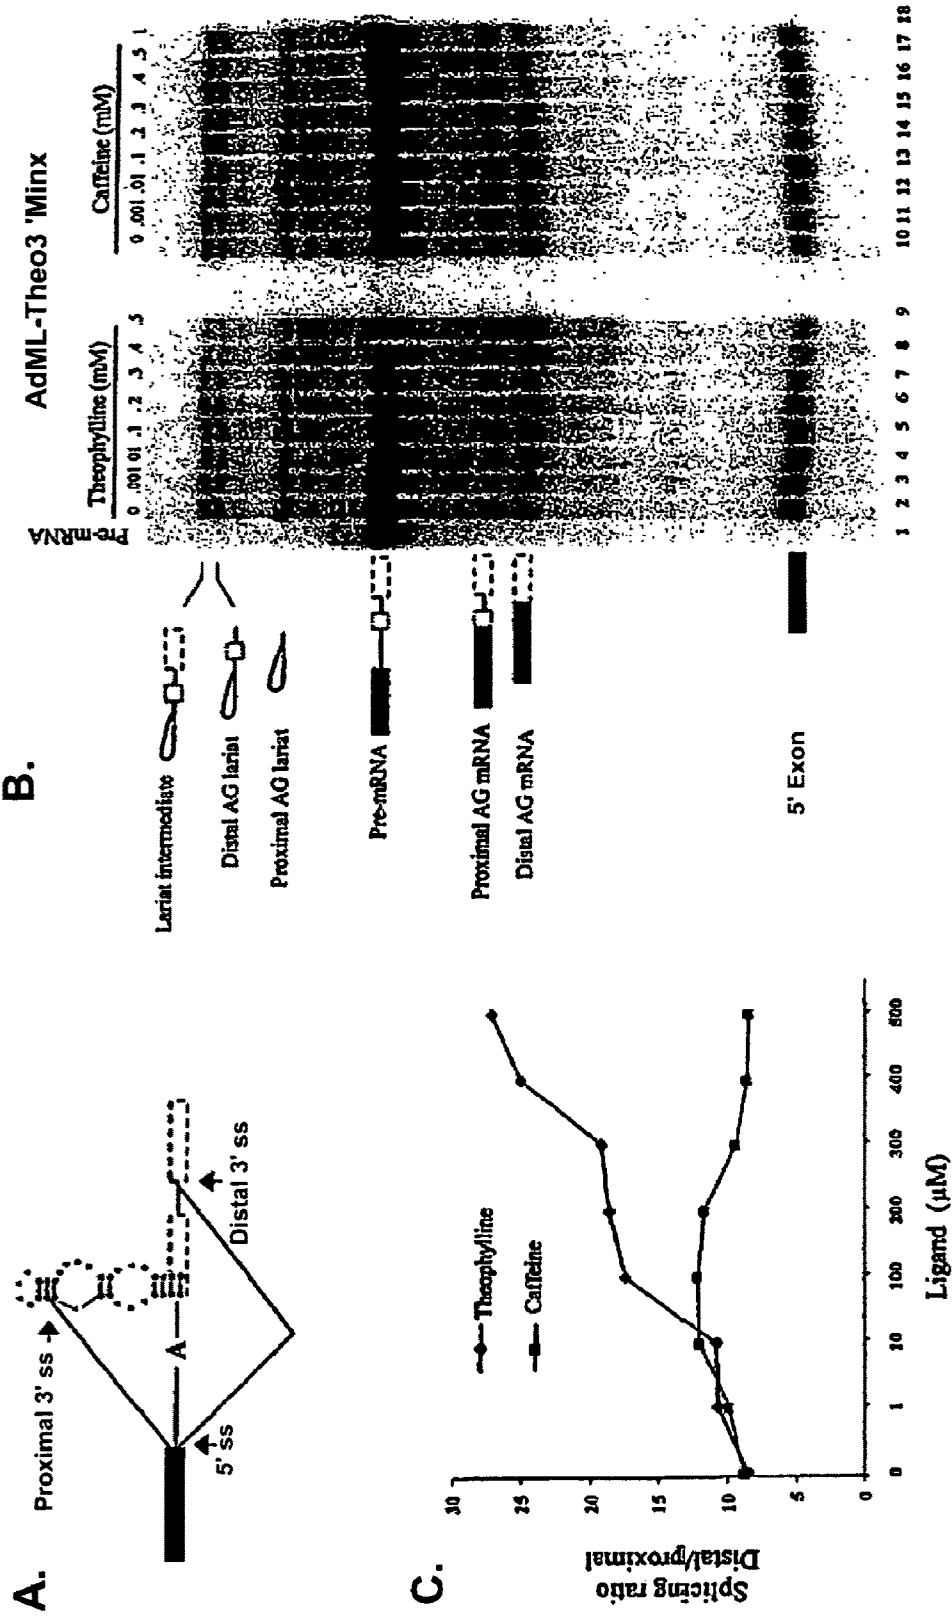 A.
Proximal 3' ss
A
5' ss
Distal 3' ss
B.
AdML-Theo3 'Minx
Pre-mRNA
Theophylline (mM)
0 .001 .01 .1 .2 .3 .4 .5
Caffeine (mM)
0 .001 .01 .1 .2 .3 .4 .5 1
Lariat intermediate
Distal AG lariat
Proximal AG lariat
Pre-mRNA
Proximal AG mRNA
Distal AG mRNA
5' Exon
1 2 3 4 5 6 7 8 9 10 11 12 13 14 15 16 17 18
C.
Splicing ratio
Distal/proximal
30
25
20
15
10
5
0
Theophylline
Caffeine
0 1 10 100 200 300 400 500
Ligand (μM)